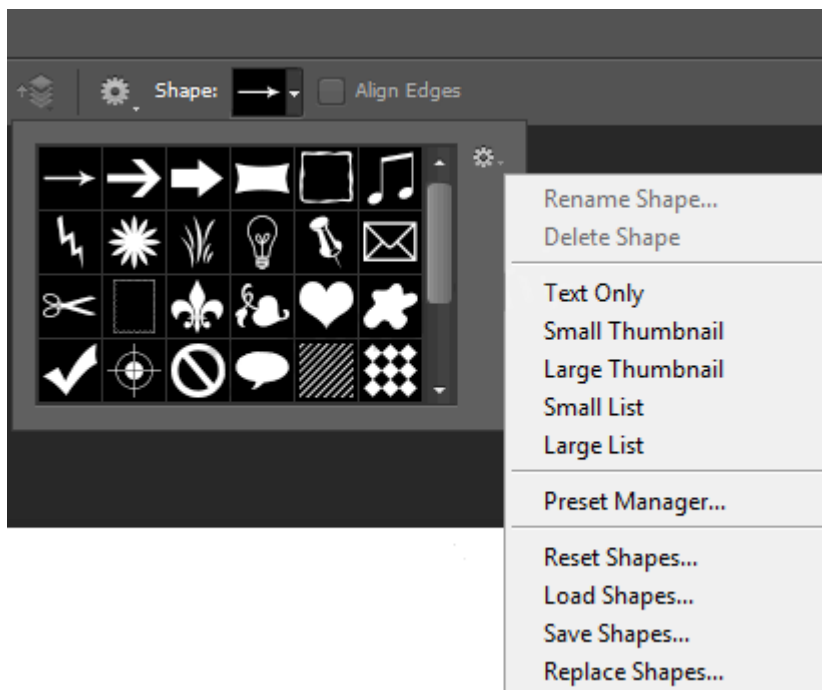 Shape:
Align Edges
Rename Shape...
Delete Shape
Text Only
Small Thumbnail
Large Thumbnail
Small List
Large List
Preset Manager...
Reset Shapes...
Load Shapes...
Save Shapes...
Replace Shapes...